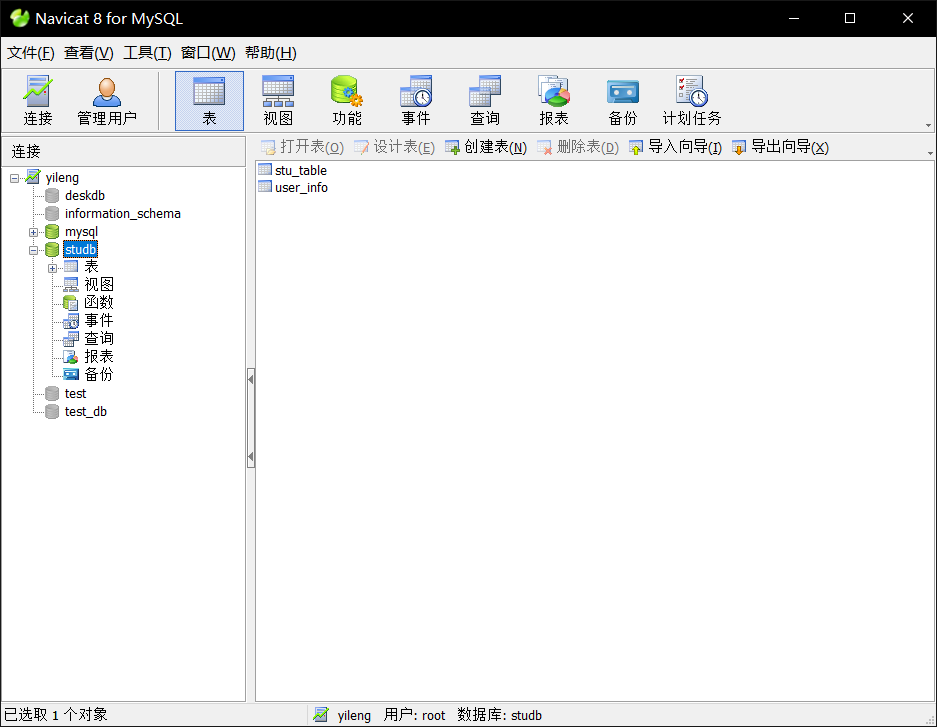 Navicat 8 for MySQL
文件(F) 查看(V) 工具(T) 窗口(W) 帮助(H)
连接 管理用户 表 视图 功能 事件 查询 报表 备份 计划任务
连接
打开表(O) 设计表(E) 创建表(N) 删除表(D) 导入向导(I) 导出向导(X)
yileng
deskdb
information_schema
mysql
studb
表
视图
函数
事件
查询
报表
备份
test
test_db
stu_table
user_info
已选取 1 个对象 yileng 用户: root 数据库: studb